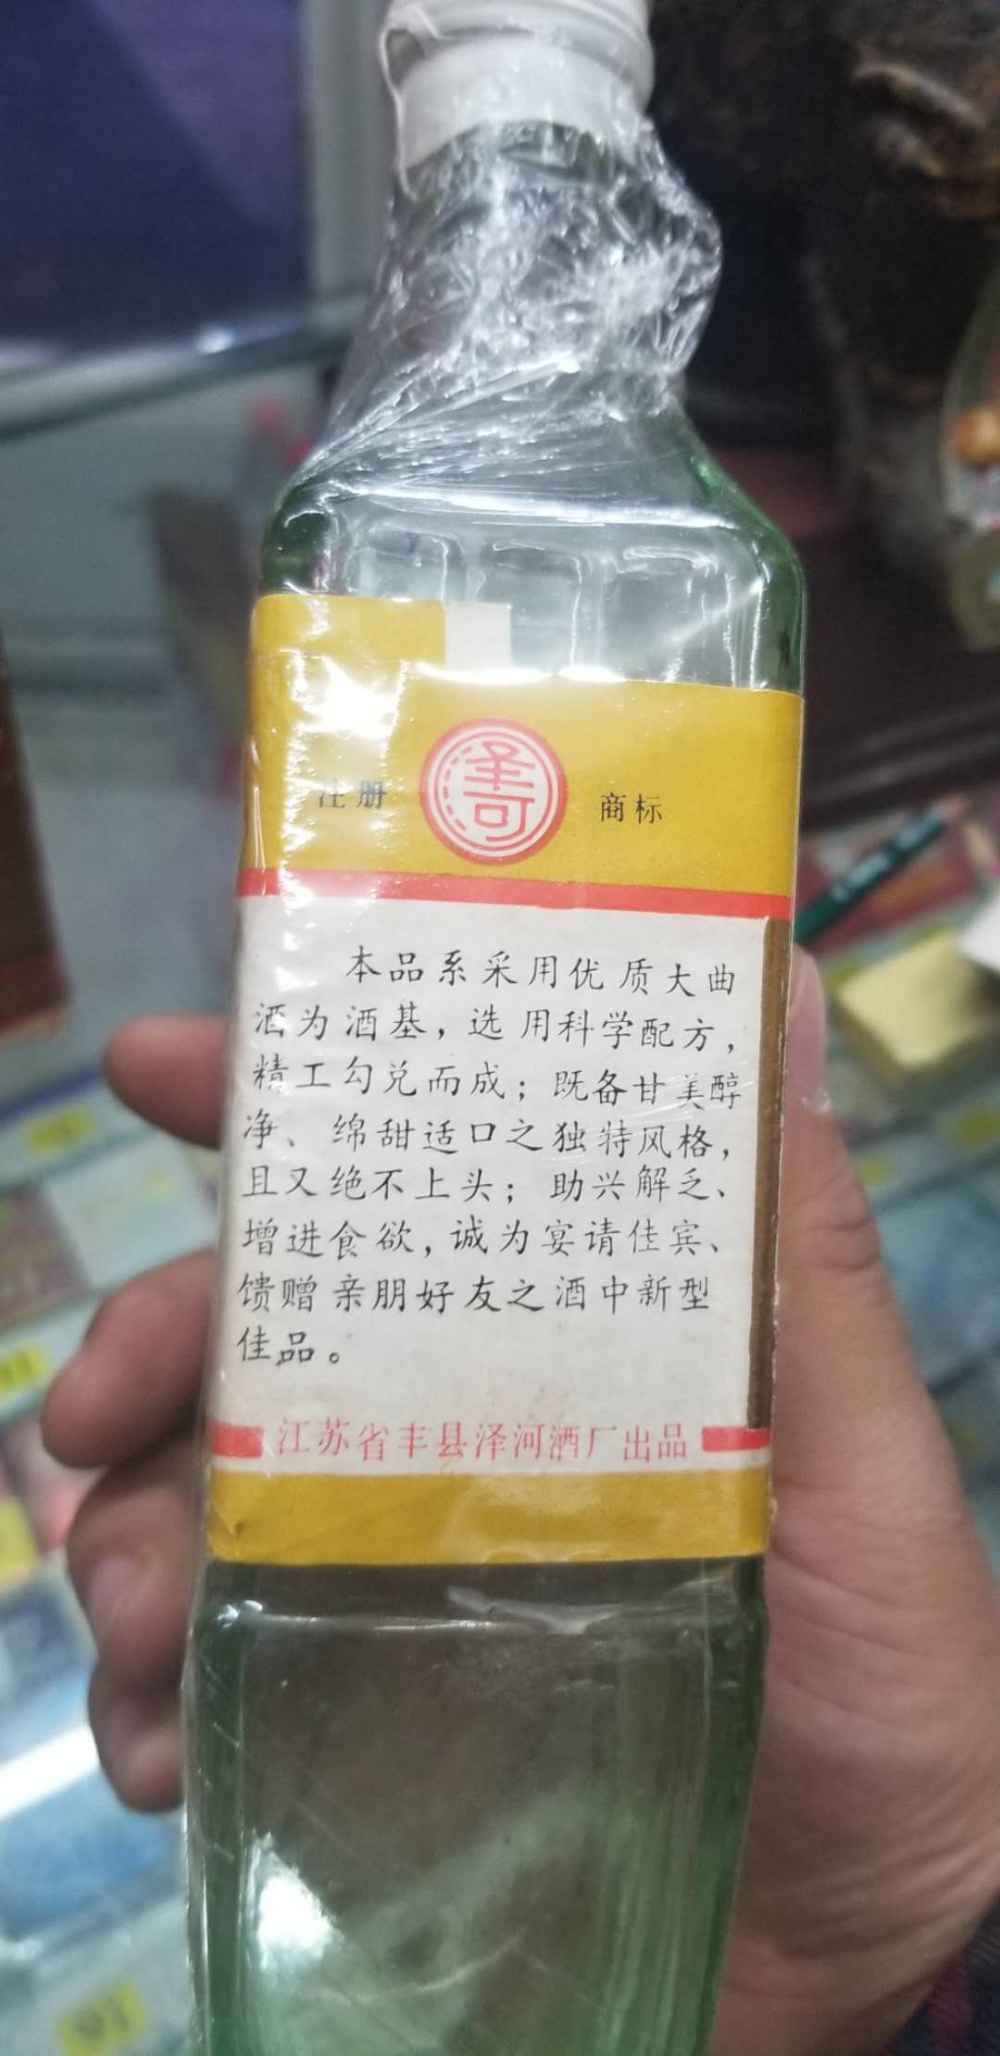 注册 泽河 商标
本品系采用优质大曲
酒为酒基，选用科学配方，
精工勾兑而成；既备甘美醇
净、绵甜适口之独特风格，
且又绝不上头；助兴解乏、
增进食欲，诚为宴请佳宾、
馈赠亲朋好友之酒中新型
佳品。
江苏省丰县泽河酒厂出品